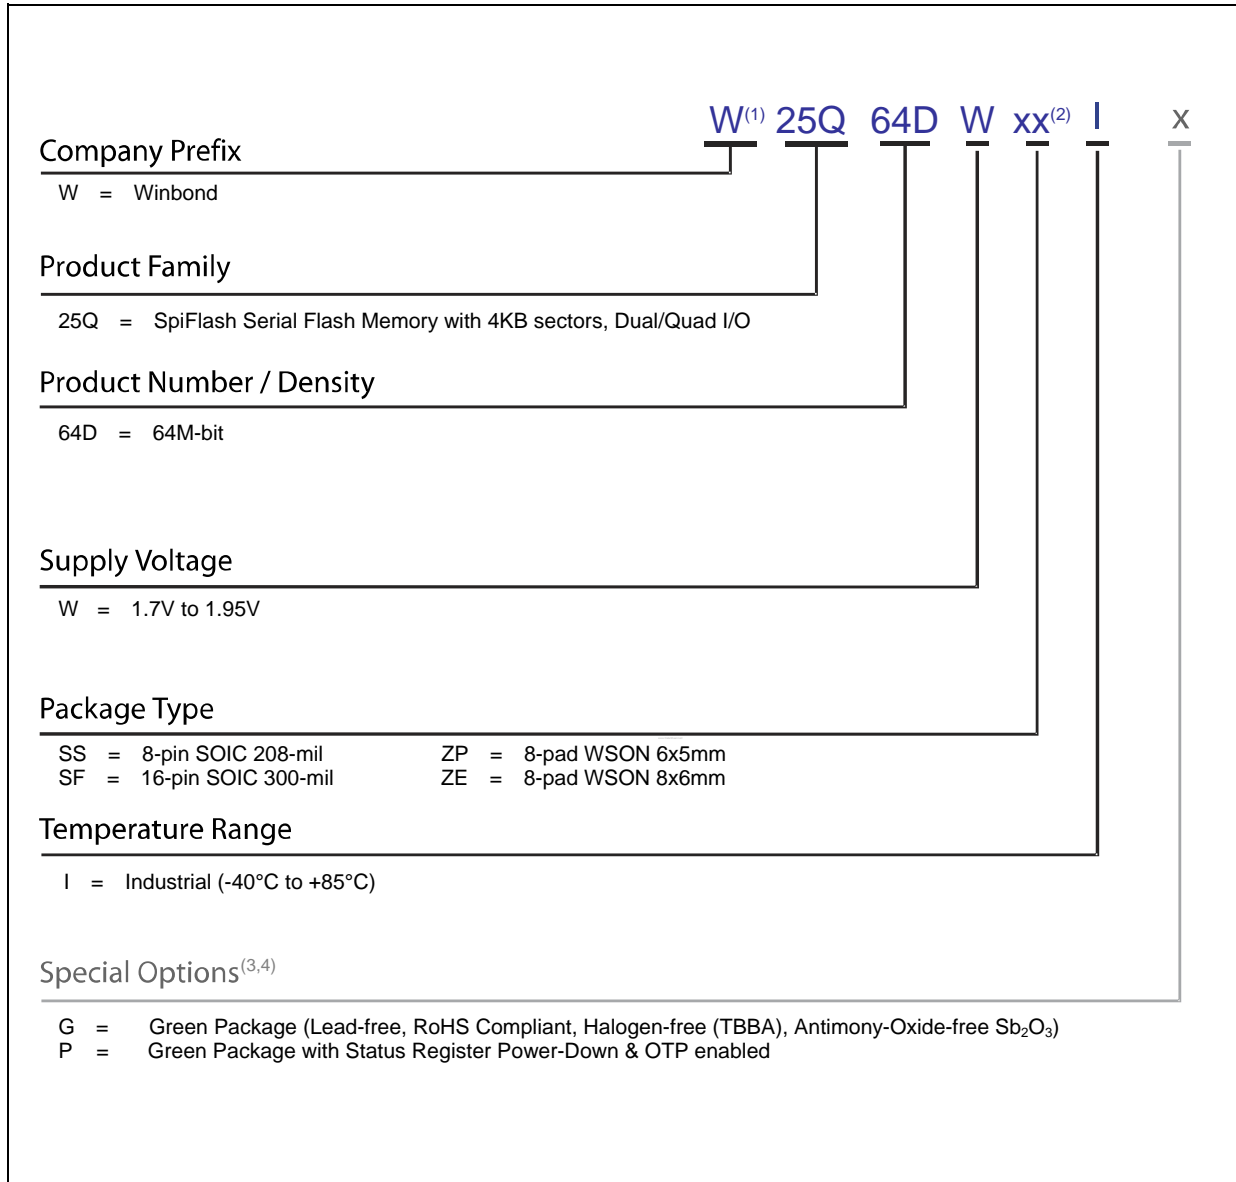 W(1) 25Q 64D W xx(2) I x
Company Prefix
W = Winbond
Product Family
25Q = SpiFlash Serial Flash Memory with 4KB sectors, Dual/Quad I/O
Product Number / Density
64D = 64M-bit
Supply Voltage
W = 1.7V to 1.95V
Package Type
SS = 8-pin SOIC 208-mil ZP = 8-pad WSON 6x5mm
SF = 16-pin SOIC 300-mil ZE = 8-pad WSON 8x6mm
Temperature Range
I = Industrial (-40°C to +85°C)
Special Options(3,4)
G = Green Package (Lead-free, RoHS Compliant, Halogen-free (TBBA), Antimony-Oxide-free Sb₂O₃)
P = Green Package with Status Register Power-Down & OTP enabled